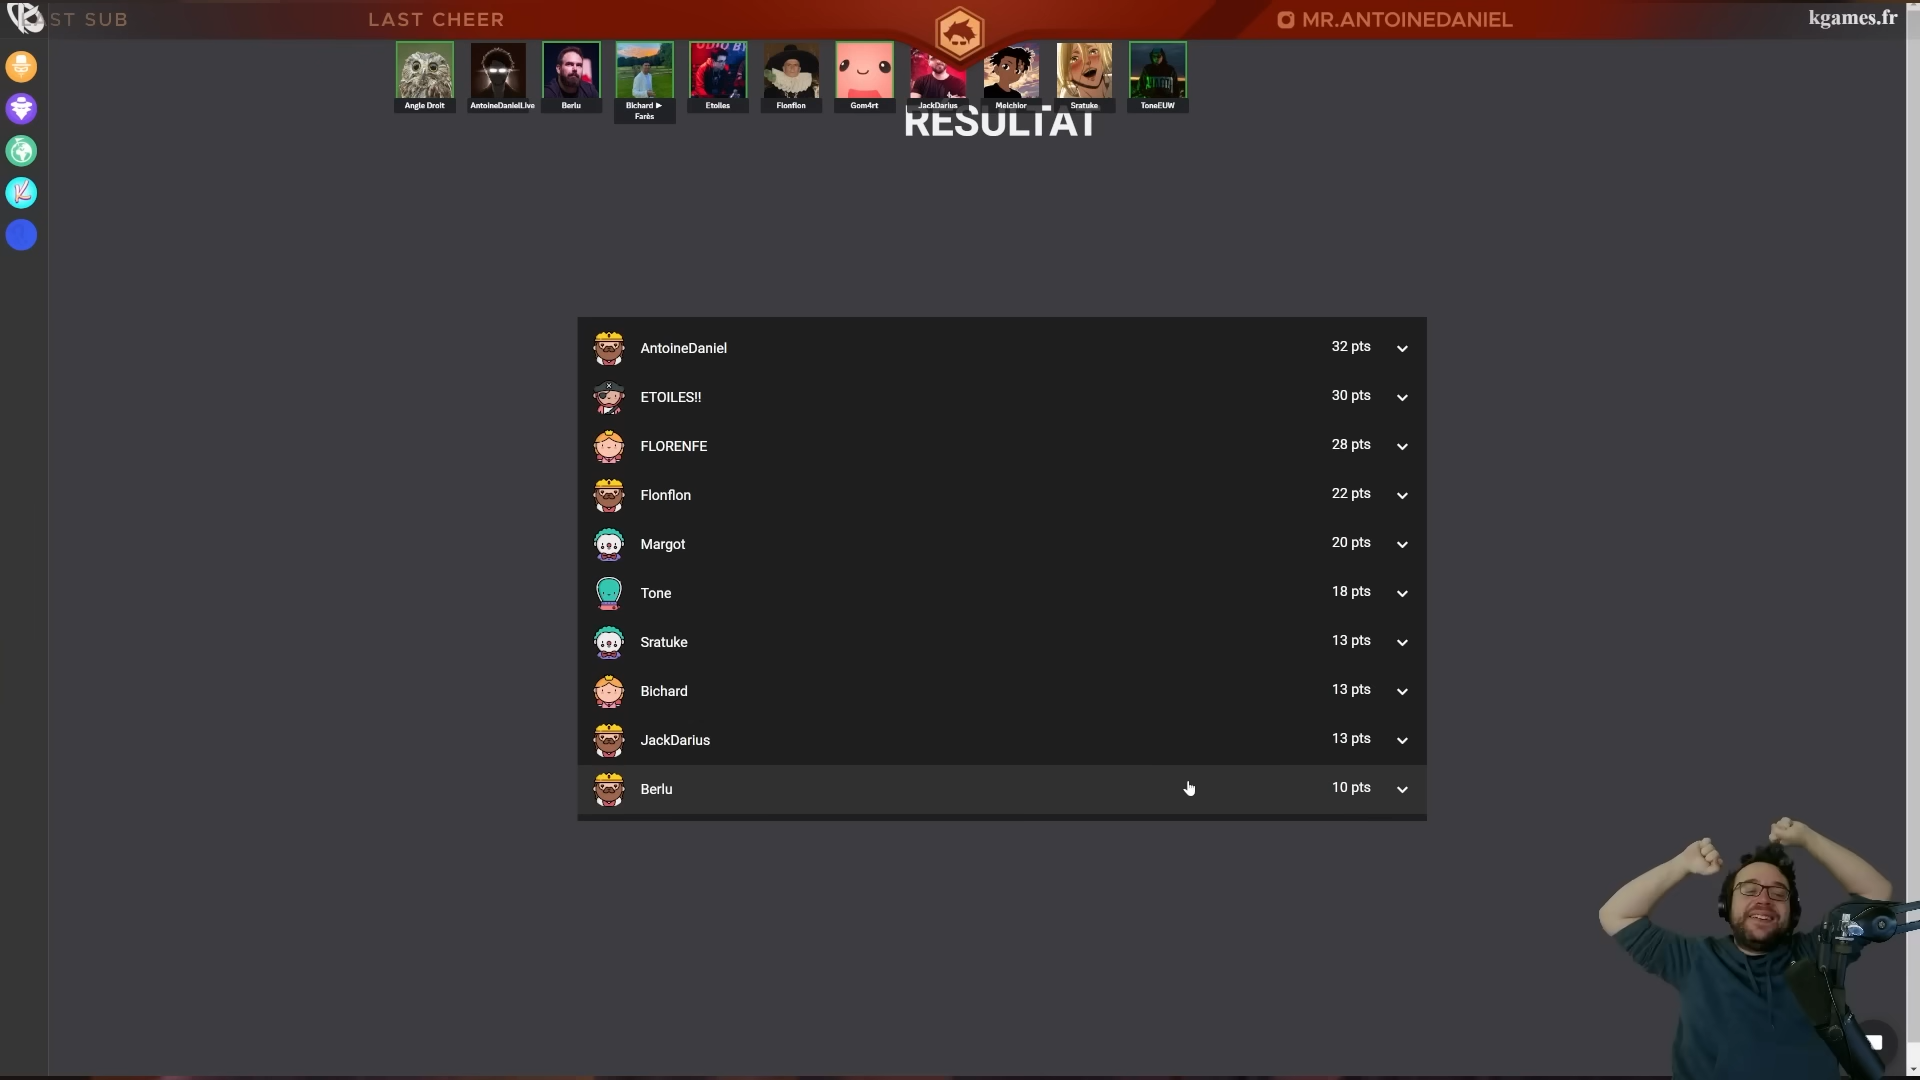 AST SUB
LAST CHEER
MR.ANTOINEDANIEL
kgames.fr
Angle Droit
AntoineDanielLive
Berlu
Bichard ▶
Farès
Etoiles
Flonflon
Gom4rt
JackDarius
Melchior
Sratuke
ToneEUW
RÉSULTAT
AntoineDaniel 32 pts
ETOILES!! 30 pts
FLORENFE 28 pts
Flonflon 22 pts
Margot 20 pts
Tone 18 pts
Sratuke 13 pts
Bichard 13 pts
JackDarius 13 pts
Berlu 10 pts